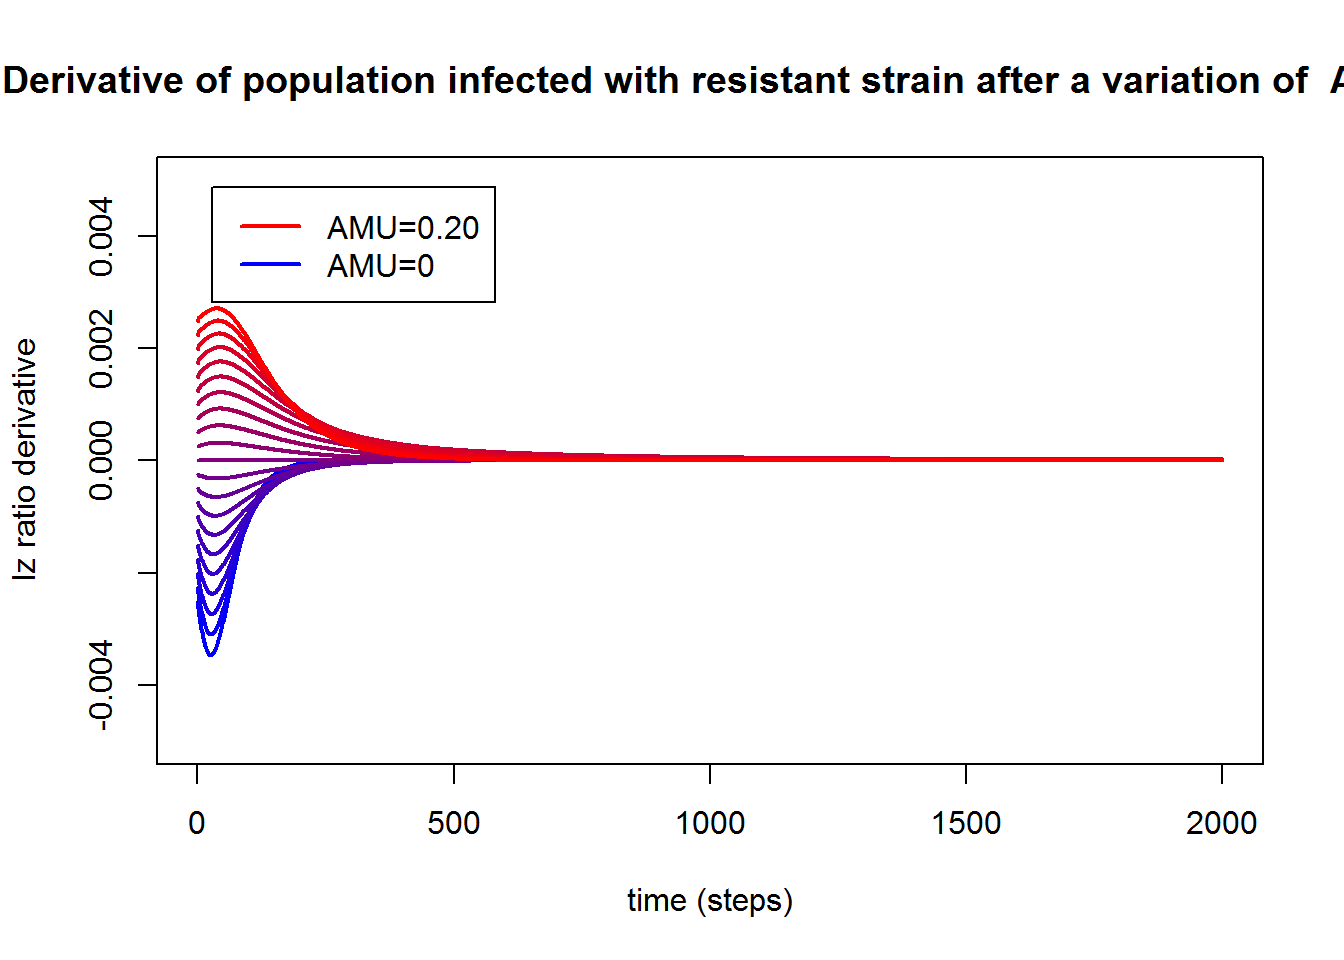 Derivative of population infected with resistant strain after a variation of
AMU=0.20
AMU=0
Iz ratio derivative
0.004
0.002
0.000
-0.004
0
500
1000
1500
2000
time (steps)